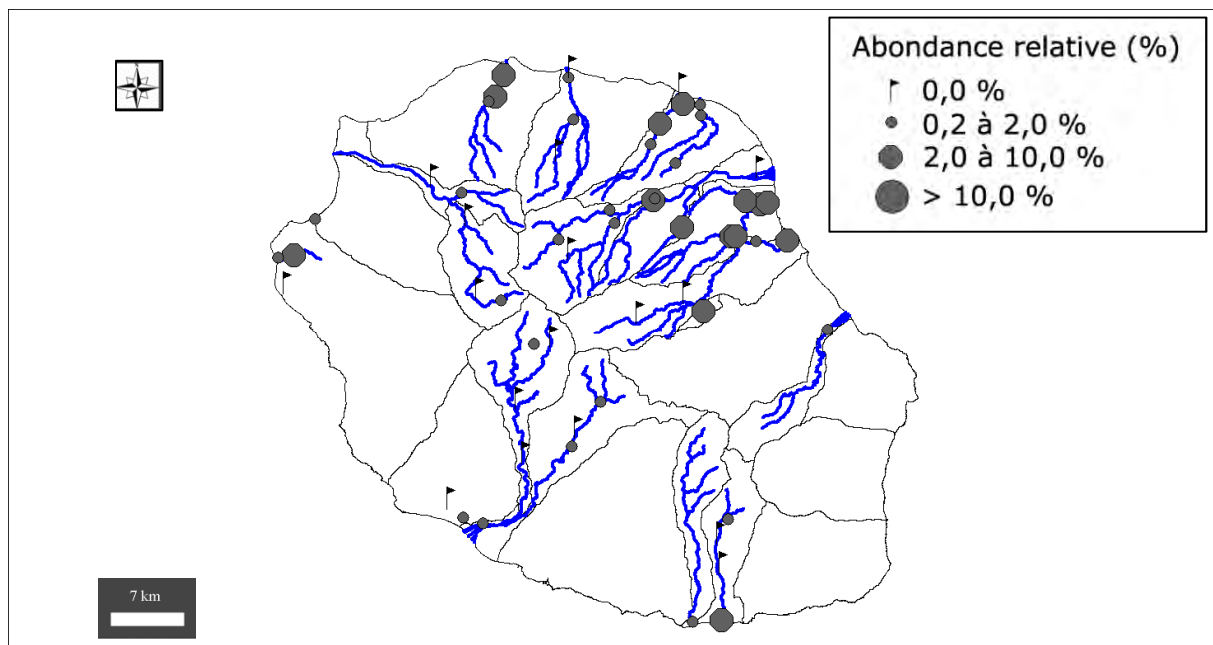 Abondance relative (%)
0,0 %
0,2 à 2,0 %
2,0 à 10,0 %
> 10,0 %
7 km